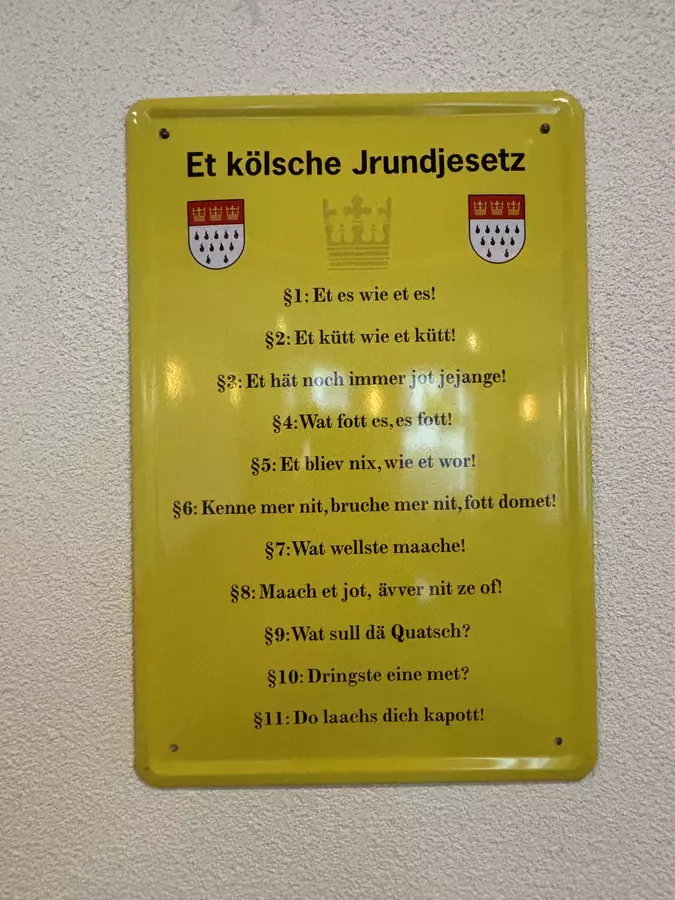 Et kölsche Jrundjesetz
§1: Et es wie et es!
§2: Et kütt wie et kütt!
§3: Et hät noch immer jot jejange!
§4: Wat fott es, es fott!
§5: Et bliev nix, wie et wor!
§6: Kenne mer nit, bruche mer nit, fott domet!
§7: Wat wellste maache!
§8: Maach et jot, ävver nit ze of!
§9: Wat sull dä Quatsch?
§10: Dringste eine met?
§11: Do laachs dich kapott!